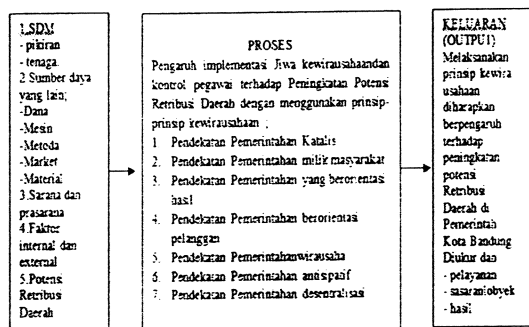 1.SDM
- pikiran
- tenaga.
2 Sumber daya
yang lain;
-Dana
-Mesin
-Metoda
-Market
-Material
3.Sarana dan
prasarana
4.Faktor
internal dan
external
5.Potensi
Retribusi
Daerah
PROSES
Pengaruh implementasi Jiwa kewirausahaandan
kontrol pegawai terhadap Peningkatan Potensi
Retribusi Daerah dengan menggunakan prinsip-
prinsip kewirausahaan ;
1 Pendekatan Pemerintahan Katalis
2. Pendekatan Pemerintahan milik masyarakat
3 Pendekatan Pemerintahan yang berorientasi
hasil
4. Pendekatan Pemerintahan berorientasi
pelanggan
5 Pendekatan Pemerintahanwirausaha
6 Pendekatan Pemerintahan antisipatif
7. Pendekatan Pemerintahan desentralisasi
KELUARAN
(OUTPUT)
Melaksanakan
prinsip kewira
usahaan
diharapkan
berpengaruh
terhadap
peningkatan
potensi
Retribusi
Daerah di
Pemerintah
Kota Bandung
Diukur dan
- pelayanan
- sasaran/obyek
- hasil